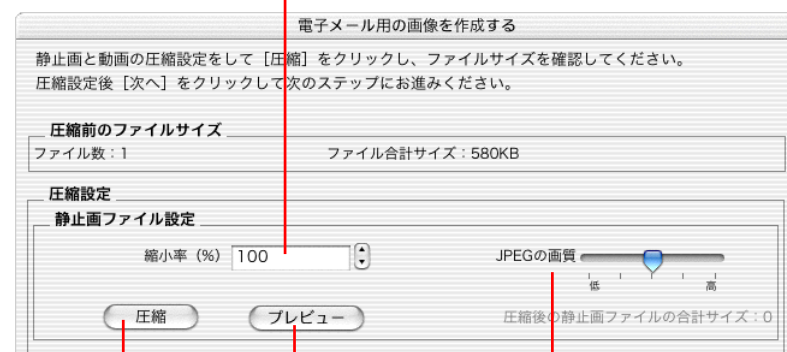 電子メール用の画像を作成する
静止画と動画の圧縮設定をして［圧縮］をクリックし、ファイルサイズを確認してください。
圧縮設定後［次へ］をクリックして次のステップにお進みください。
圧縮前のファイルサイズ
ファイル数：1 ファイル合計サイズ：580KB
圧縮設定
静止画ファイル設定
縮小率（%） 100 JPEGの画質
低 高
圧縮 プレビュー 圧縮後の静止画ファイルの合計サイズ：0